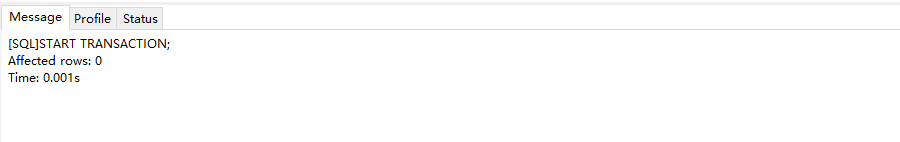 Message Profile Status
[SQL]START TRANSACTION;
Affected rows: 0
Time: 0.001s